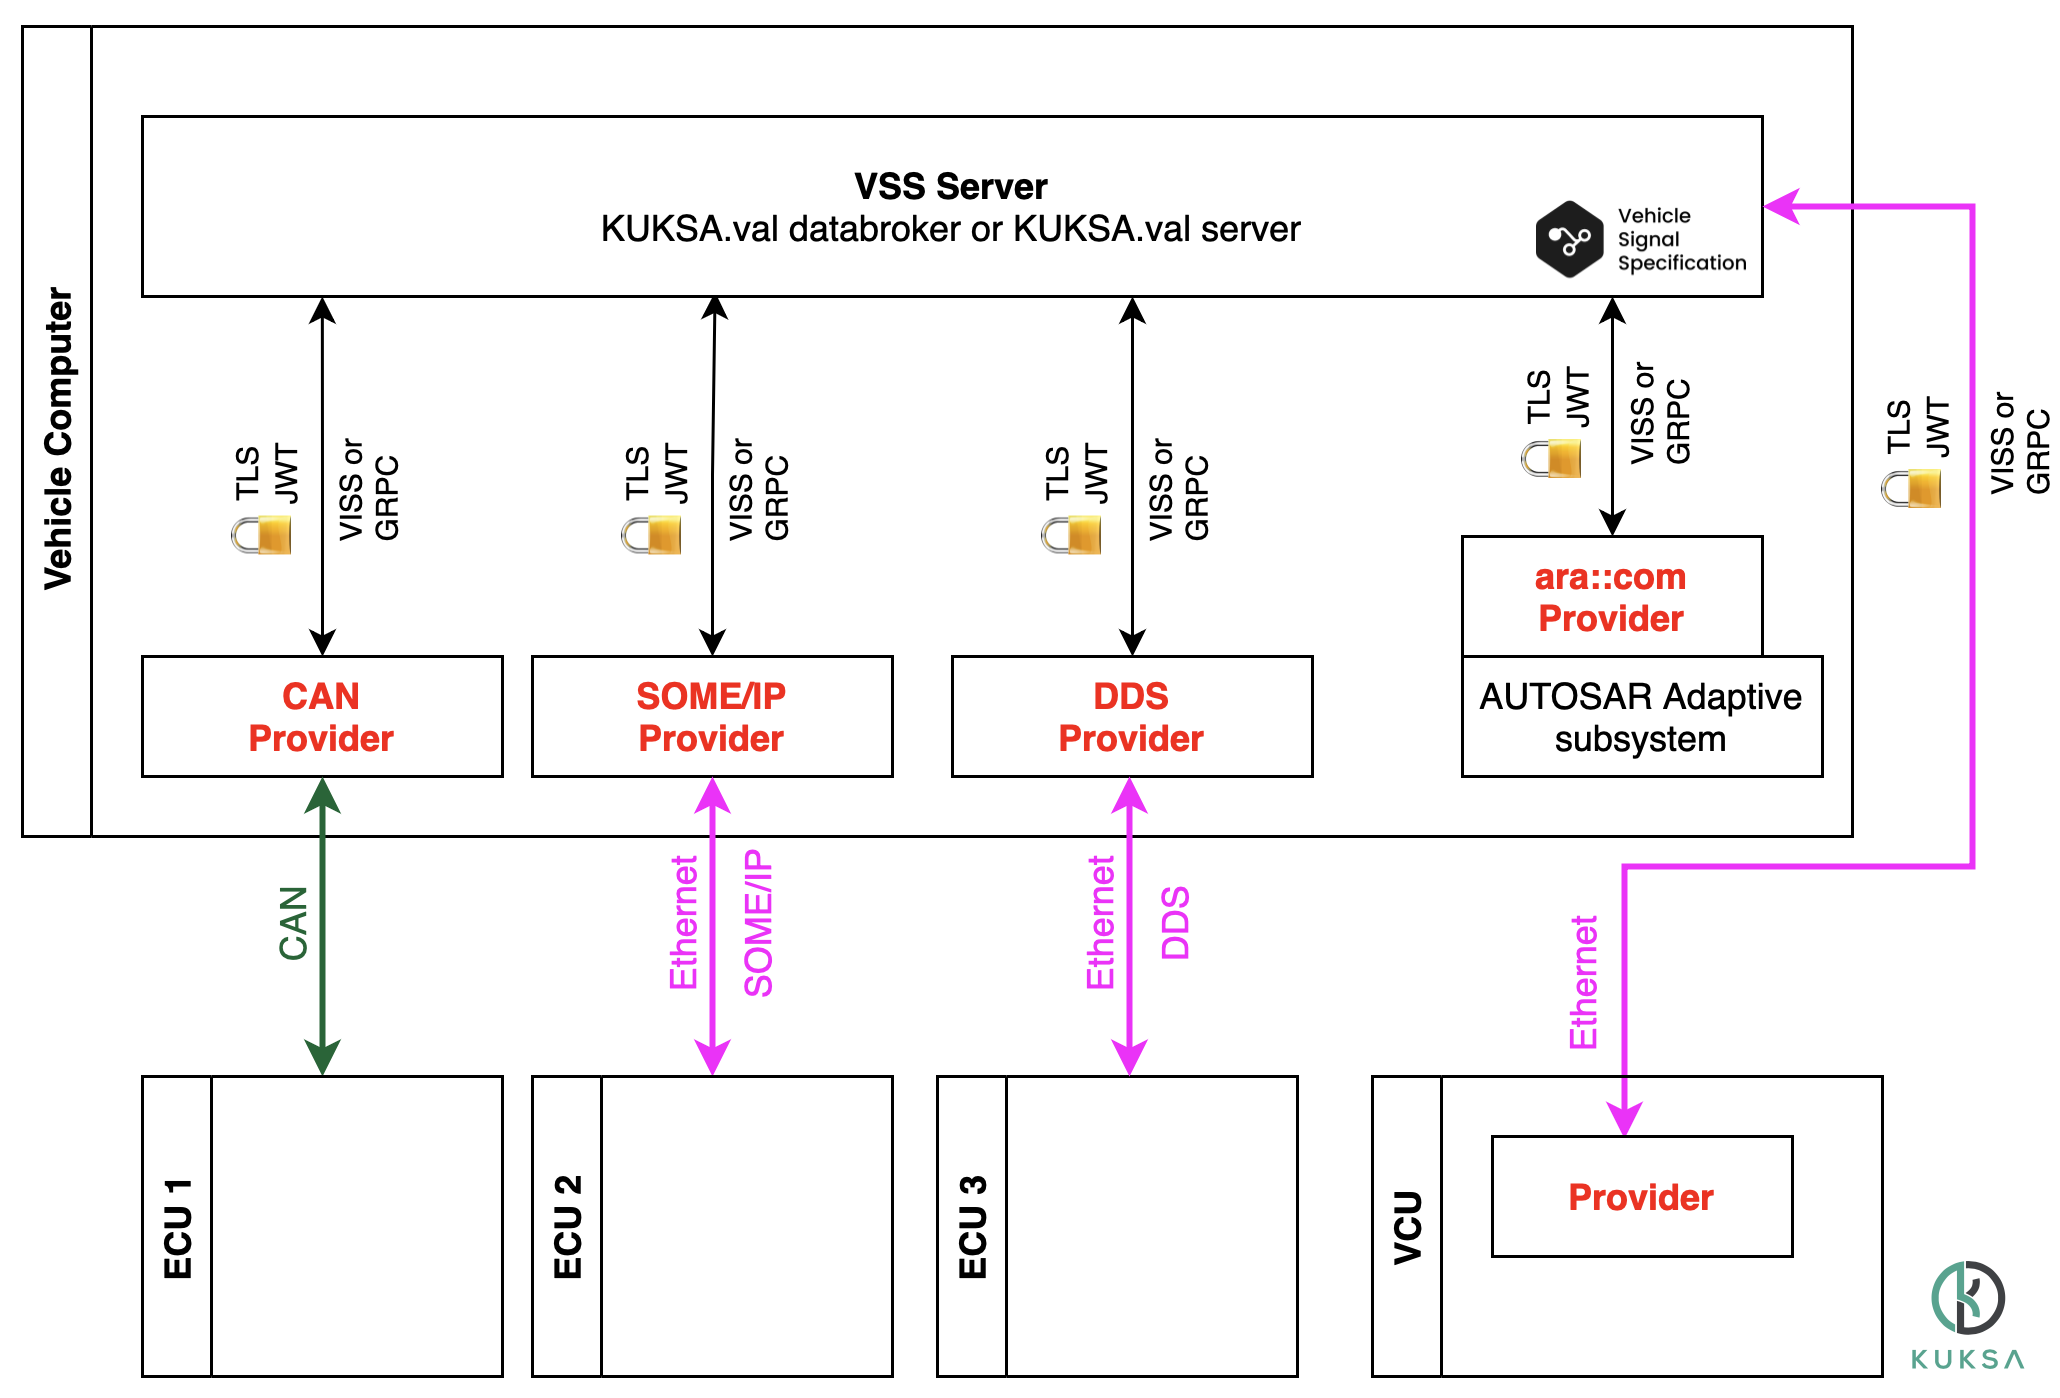 Vehicle Computer
VSS Server
KUKSA.val databroker or KUKSA.val server
Vehicle
Signal
Specification
TLS
JWT
VISS or
GRPC
TLS
JWT
VISS or
GRPC
TLS
JWT
VISS or
GRPC
TLS
JWT
VISS or
GRPC
TLS
JWT
VISS or
GRPC
CAN
Provider
SOME/IP
Provider
DDS
Provider
ara::com
Provider
AUTOSAR Adaptive
subsystem
CAN
Ethernet
SOME/IP
Ethernet
DDS
Ethernet
ECU 1
ECU 2
ECU 3
VCU
Provider
KUKSA